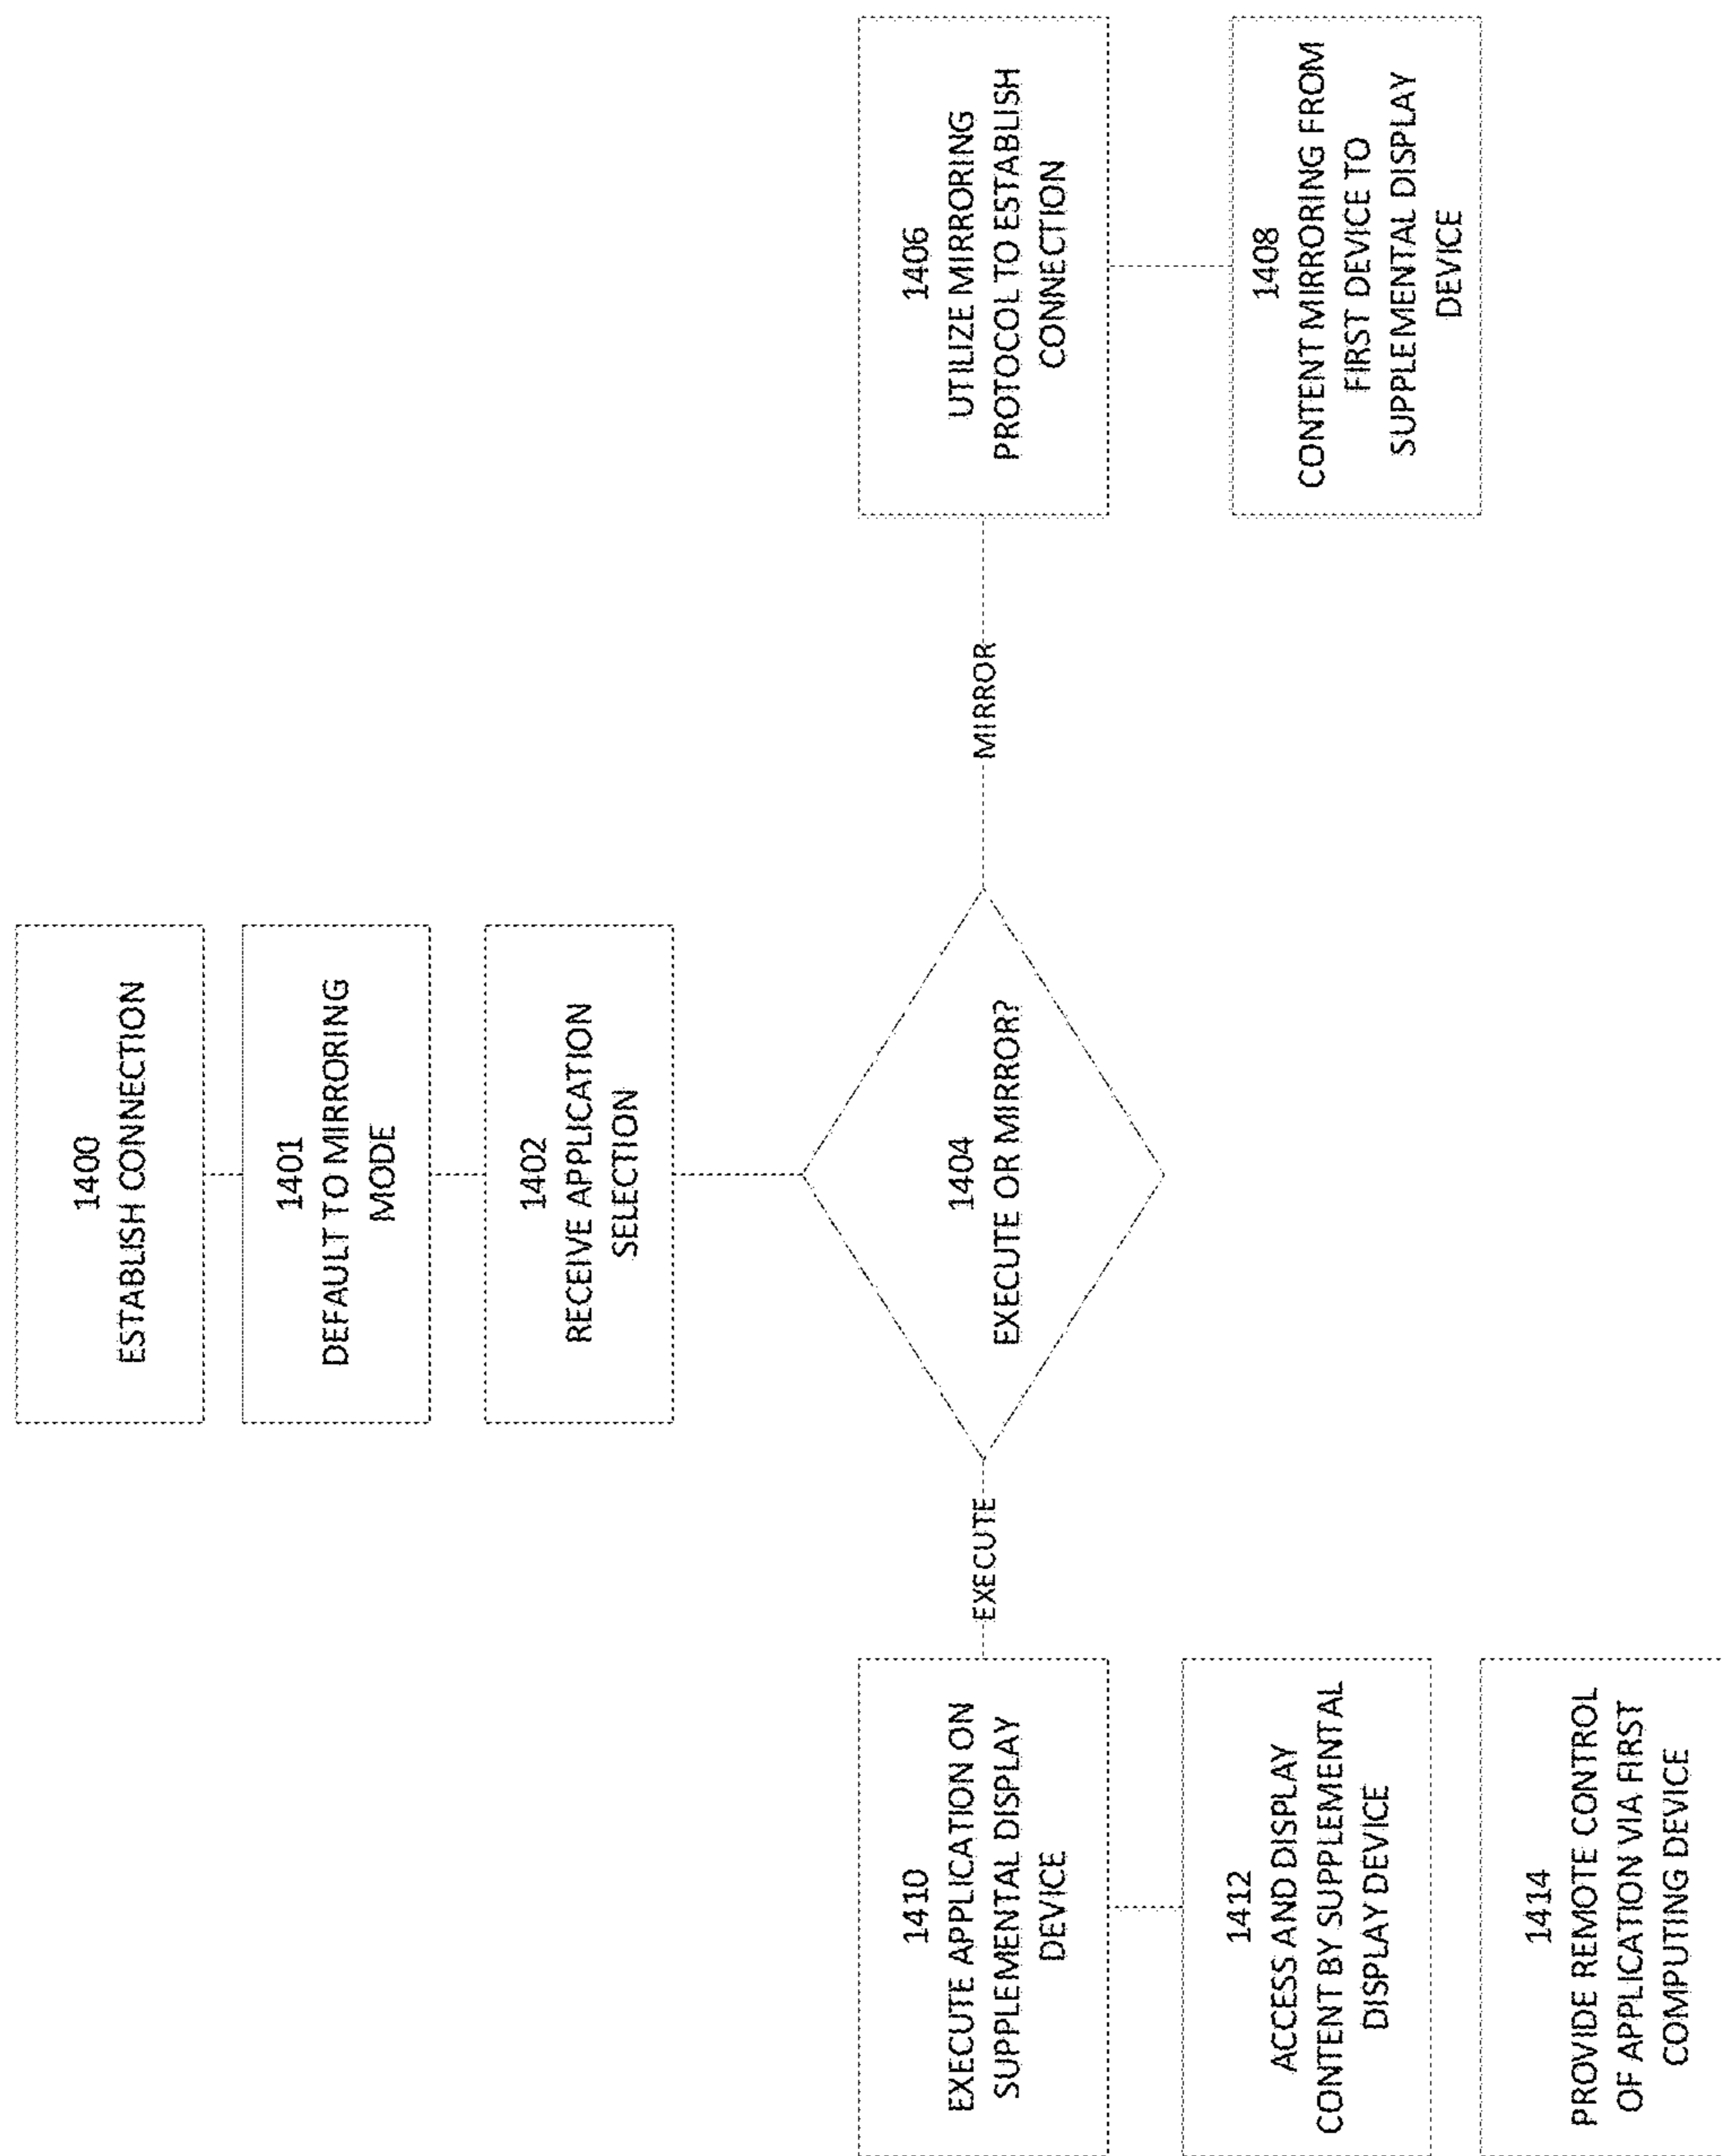 1400
ESTABLISH CONNECTION
1401
DEFAULT TO MIRRORING
MODE
1402
RECEIVE APPLICATION
SELECTION
1404
EXECUTE OR MIRROR?
EXECUTE
MIRROR
1410
EXECUTE APPLICATION ON
SUPPLEMENTAL DISPLAY
DEVICE
1412
ACCESS AND DISPLAY
CONTENT BY SUPPLEMENTAL
DISPLAY DEVICE
1414
PROVIDE REMOTE CONTROL
OF APPLICATION VIA FIRST
COMPUTING DEVICE
1406
UTILIZE MIRRORING
PROTOCOL TO ESTABLISH
CONNECTION
1408
CONTENT MIRRORING FROM
FIRST DEVICE TO
SUPPLEMENTAL DISPLAY
DEVICE